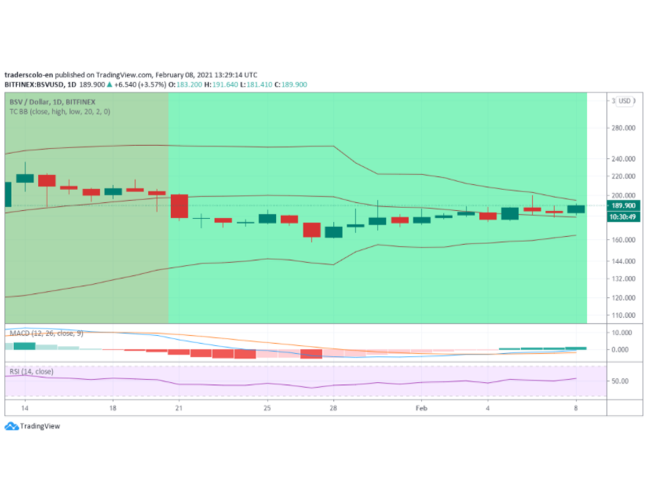 traderscolo-en published on TradingView.com, February 08, 2021 13:29:14 UTC
BITFINEX:BSVUSD, 1D 189.900 ▲ +6.540 (+3.57%) O:183.200 H:191.640 L:181.410 C:189.900
BSV / Dollar, 1D, BITFINEX
USD
TC BB (close, high, low, 20, 2, 0)
280.000
240.000
220.000
200.000
189.900
10:30:49
160.000
144.000
132.000
120.000
110.000
MACD (12, 26, close, 9)
10.000
0.000
RSI (14, close)
50.00
14 18 21 25 28 Feb 4 8
TradingView